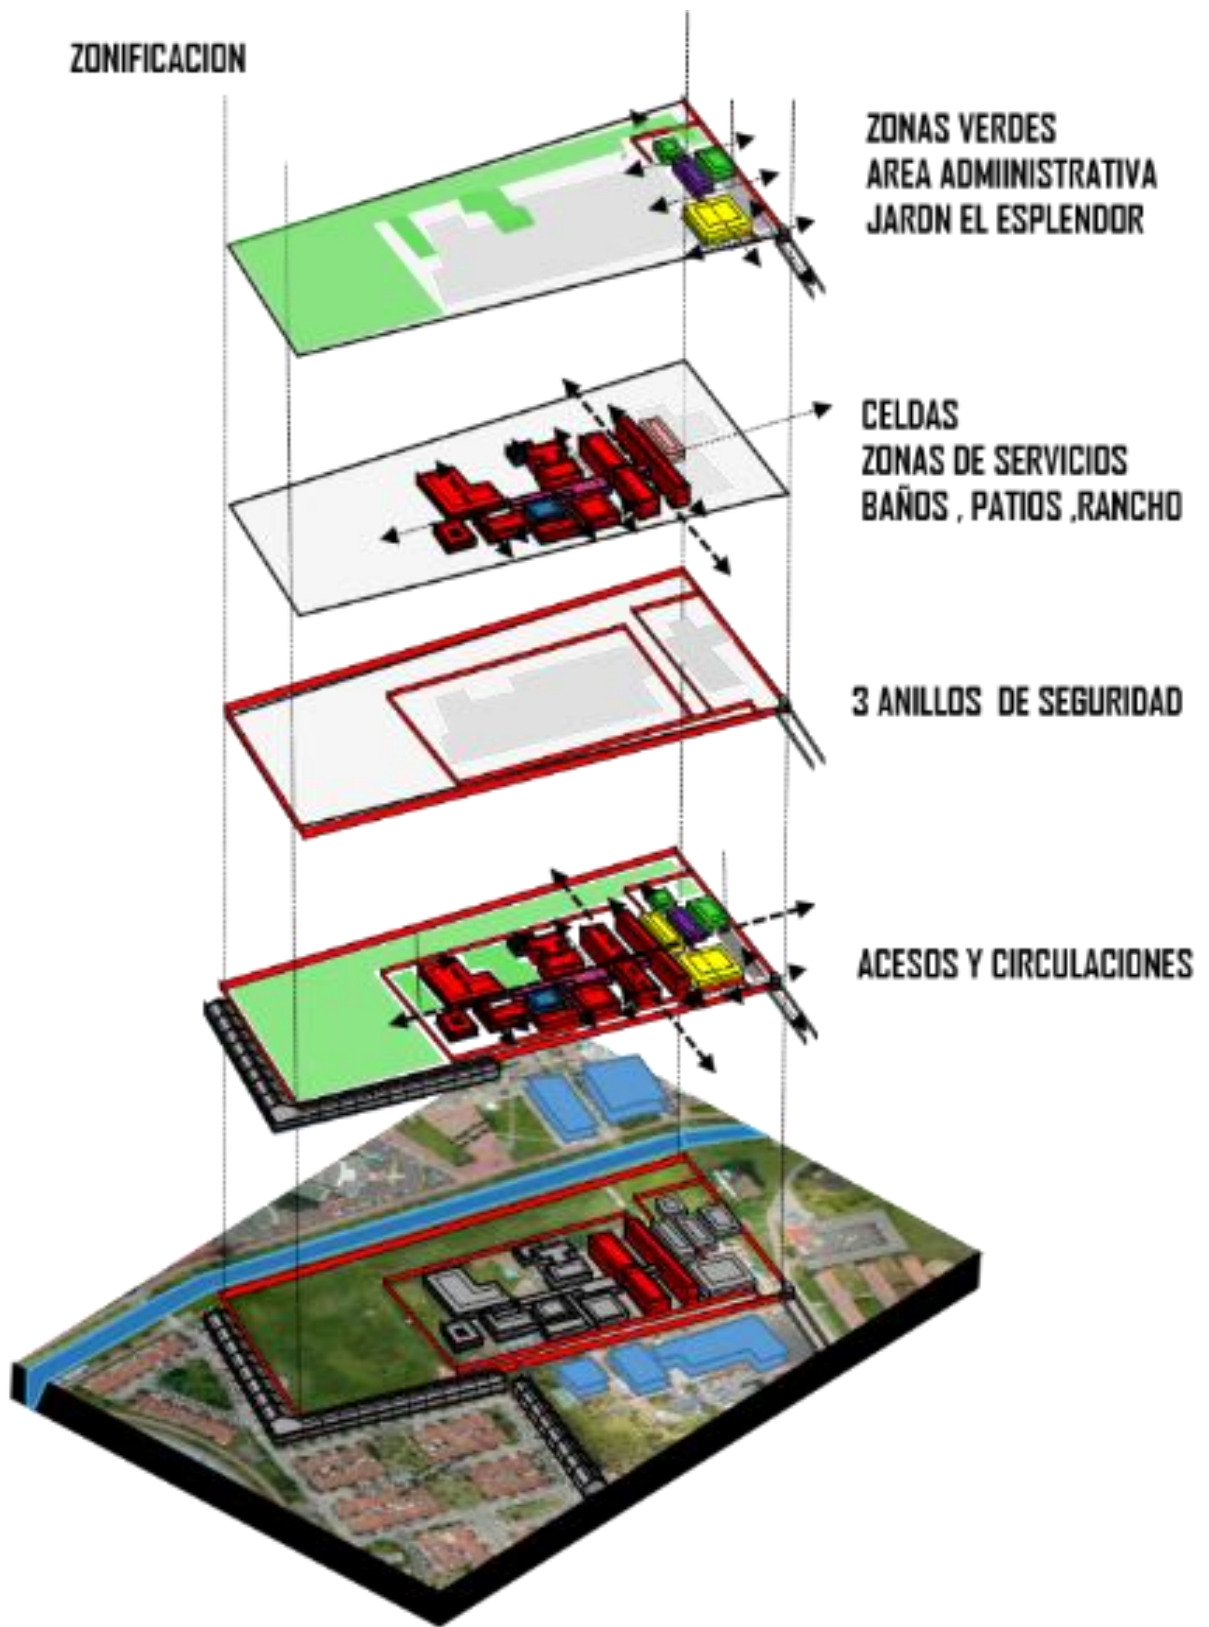 ZONIFICACION
ZONAS VERDES
AREA ADMIINISTRATIVA
JARDN EL ESPLENDOR
CELDAS
ZONAS DE SERVICIOS
BAÑOS , PATIOS ,RANCHO
3 ANILLOS DE SEGURIDAD
ACESOS Y CIRCULACIONES